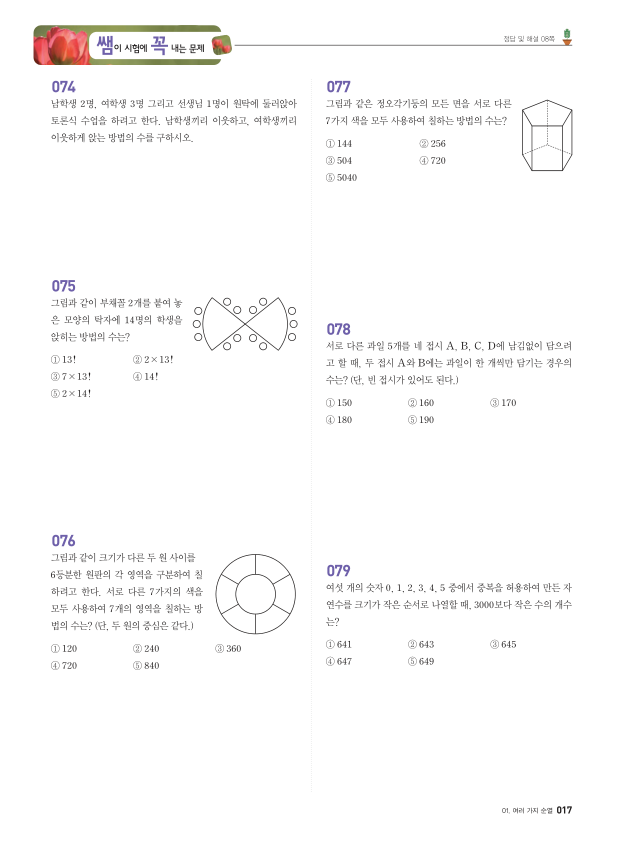 쌤이 시험에 꼭 내는 문제
정답 및 해설 08쪽
074
남학생 2명, 여학생 3명 그리고 선생님 1명이 원탁에 둘러앉아
토론식 수업을 하려고 한다. 남학생끼리 이웃하고, 여학생끼리
이웃하게 앉는 방법의 수를 구하시오.
075
그림과 같이 부채꼴 2개를 붙여 놓
은 모양의 탁자에 14명의 학생을
앉히는 방법의 수는?
① 13! ② 2×13!
③ 7×13! ④ 14!
⑤ 2×14!
076
그림과 같이 크기가 다른 두 원 사이를
6등분한 원판의 각 영역을 구분하여 칠
하려고 한다. 서로 다른 7가지의 색을
모두 사용하여 7개의 영역을 칠하는 방
법의 수는? (단, 두 원의 중심은 같다.)
① 120 ② 240 ③ 360
④ 720 ⑤ 840
077
그림과 같은 정오각기둥의 모든 면을 서로 다른
7가지 색을 모두 사용하여 칠하는 방법의 수는?
① 144 ② 256
③ 504 ④ 720
⑤ 5040
078
서로 다른 과일 5개를 네 접시 A, B, C, D에 남김없이 담으려
고 할 때, 두 접시 A와 B에는 과일이 한 개씩만 담기는 경우의
수는? (단, 빈 접시가 있어도 된다.)
① 150 ② 160 ③ 170
④ 180 ⑤ 190
079
여섯 개의 숫자 0, 1, 2, 3, 4, 5 중에서 중복을 허용하여 만든 자
연수를 크기가 작은 순서로 나열할 때, 3000보다 작은 수의 개수
는?
① 641 ② 643 ③ 645
④ 647 ⑤ 649
01. 여러 가지 순열 017